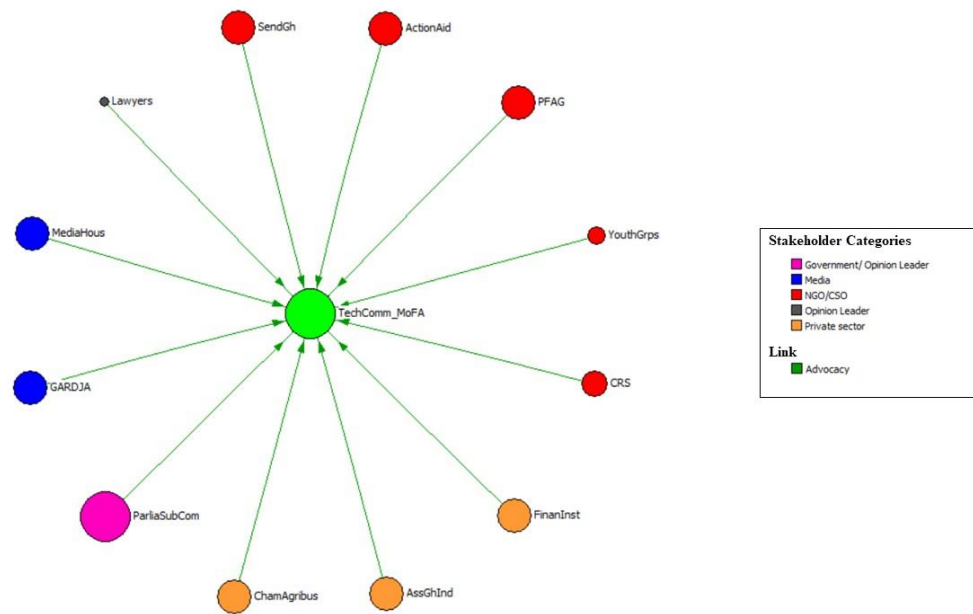 SendGh
ActionAid
Lawyers
PFAG
MediaHous
YouthGrps
TechComm_MoFA
GARDJA
CRS
ParliaSubCom
FinanInst
ChamAgribus
AssGhInd
Stakeholder Categories
Government/ Opinion Leader
Media
NGO/CSO
Opinion Leader
Private sector
Link
Advocacy